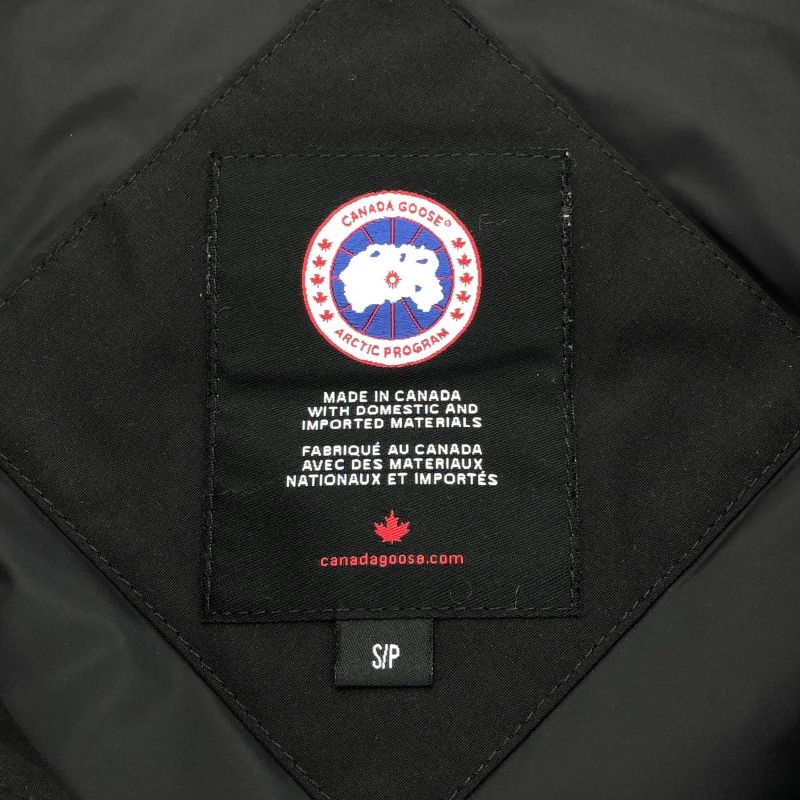 CANADA GOOSE®
ARCTIC PROGRAM
MADE IN CANADA
WITH DOMESTIC AND
IMPORTED MATERIALS
FABRIQUÉ AU CANADA
AVEC DES MATERIAUX
NATIONAUX ET IMPORTÉS
canadagoose.com
S/P